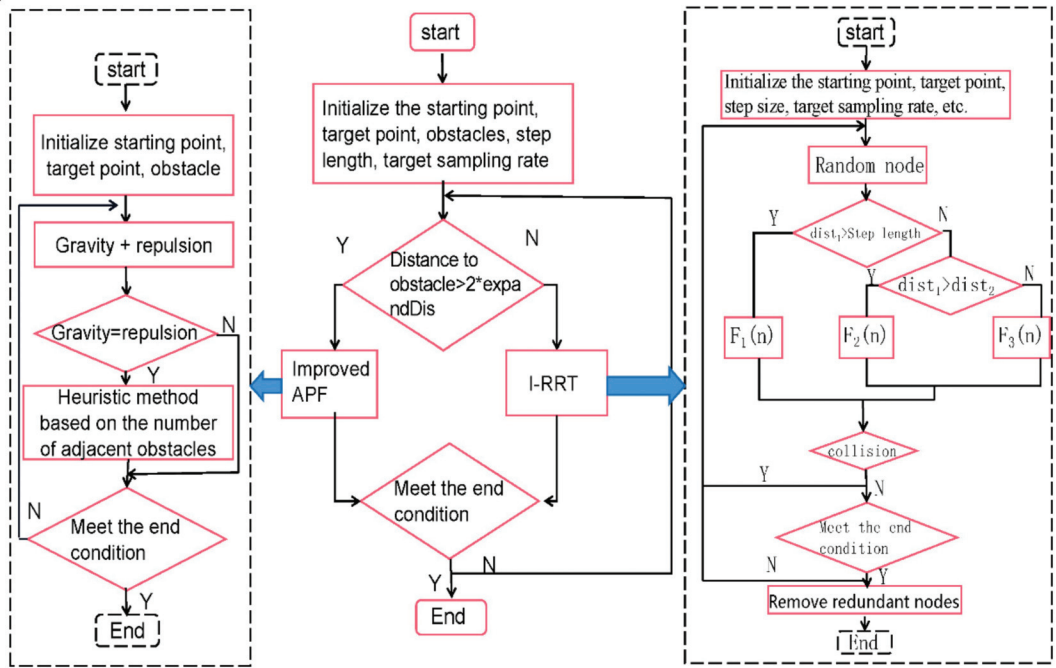 start
Initialize starting point,
target point, obstacle
Gravity + repulsion
Gravity=repulsion
N
Y
Heuristic method
based on the number
of adjacent obstacles
N
Meet the end
condition
Y
End
start
Initialize the starting point,
target point, obstacles, step
length, target sampling rate
Y
N
Distance to
obstacle>2*expa
ndDis
Improved
APF
I-RRT
Meet the end
condition
Y
N
End
start
Initialize the starting point, target point,
step size, target sampling rate, etc.
Random node
Y
N
dist₁>Step length
Y
N
dist₁>dist₂
F₁(n)
F₂(n)
F₃(n)
collision
Y
N
Meet the end
condition
N
Y
Remove redundant nodes
End